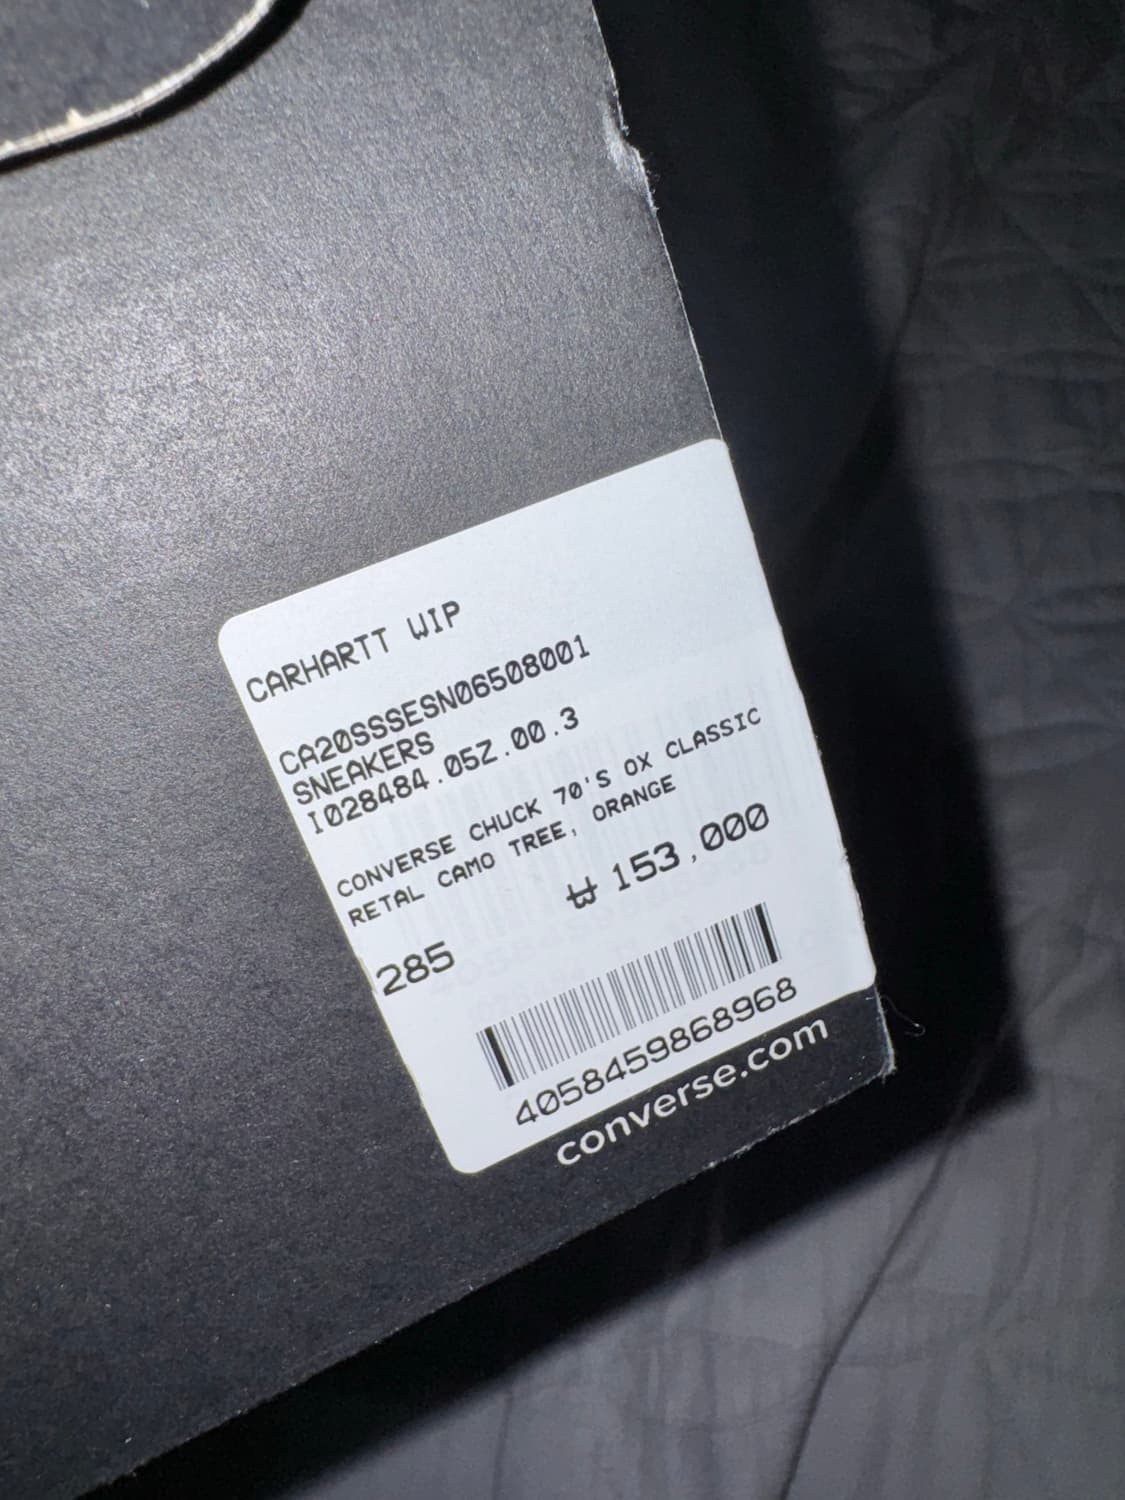 CARHARTT WIP
CA20SSSESN06508001
SNEAKERS
I028484.05Z.00.3
CONVERSE CHUCK 70'S OX CLASSIC
RETAL CAMO TREE, ORANGE
₩ 153,000
285
4058459868968
converse.com